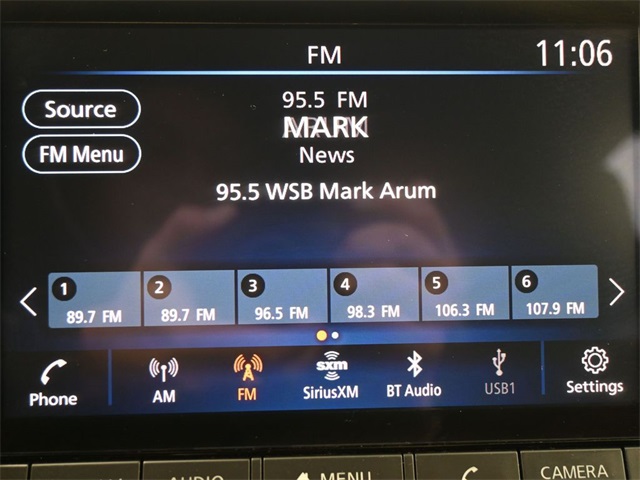 FM
11:06
Source
95.5 FM
MARK
FM Menu
News
95.5 WSB Mark Arum
1
2
3
4
5
6
89.7 FM
89.7 FM
96.5 FM
98.3 FM
106.3 FM
107.9 FM
sxm
Phone
AM
FM
SiriusXM
BT Audio
USB1
Settings
AUDIO
MENU
CAMERA